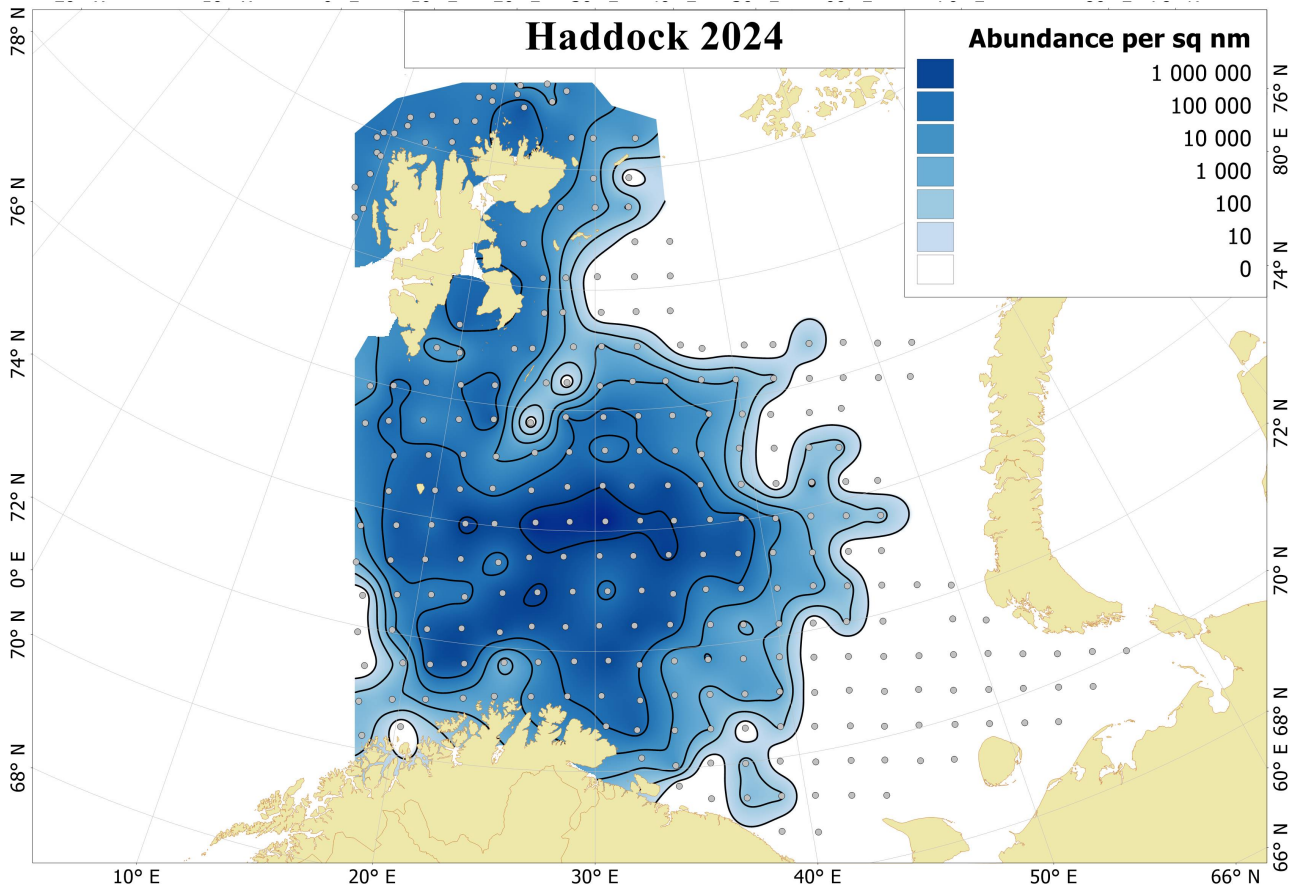 Haddock 2024
Abundance per sq nm
1 000 000
100 000
10 000
1 000
100
10
0
78° N
76° N
74° N
72° N
0° E
70° N
68° N
76° N
80° E
74° N
72° N
70° N
68° N
60° E
66° N
10° E
20° E
30° E
40° E
50° E
66° N